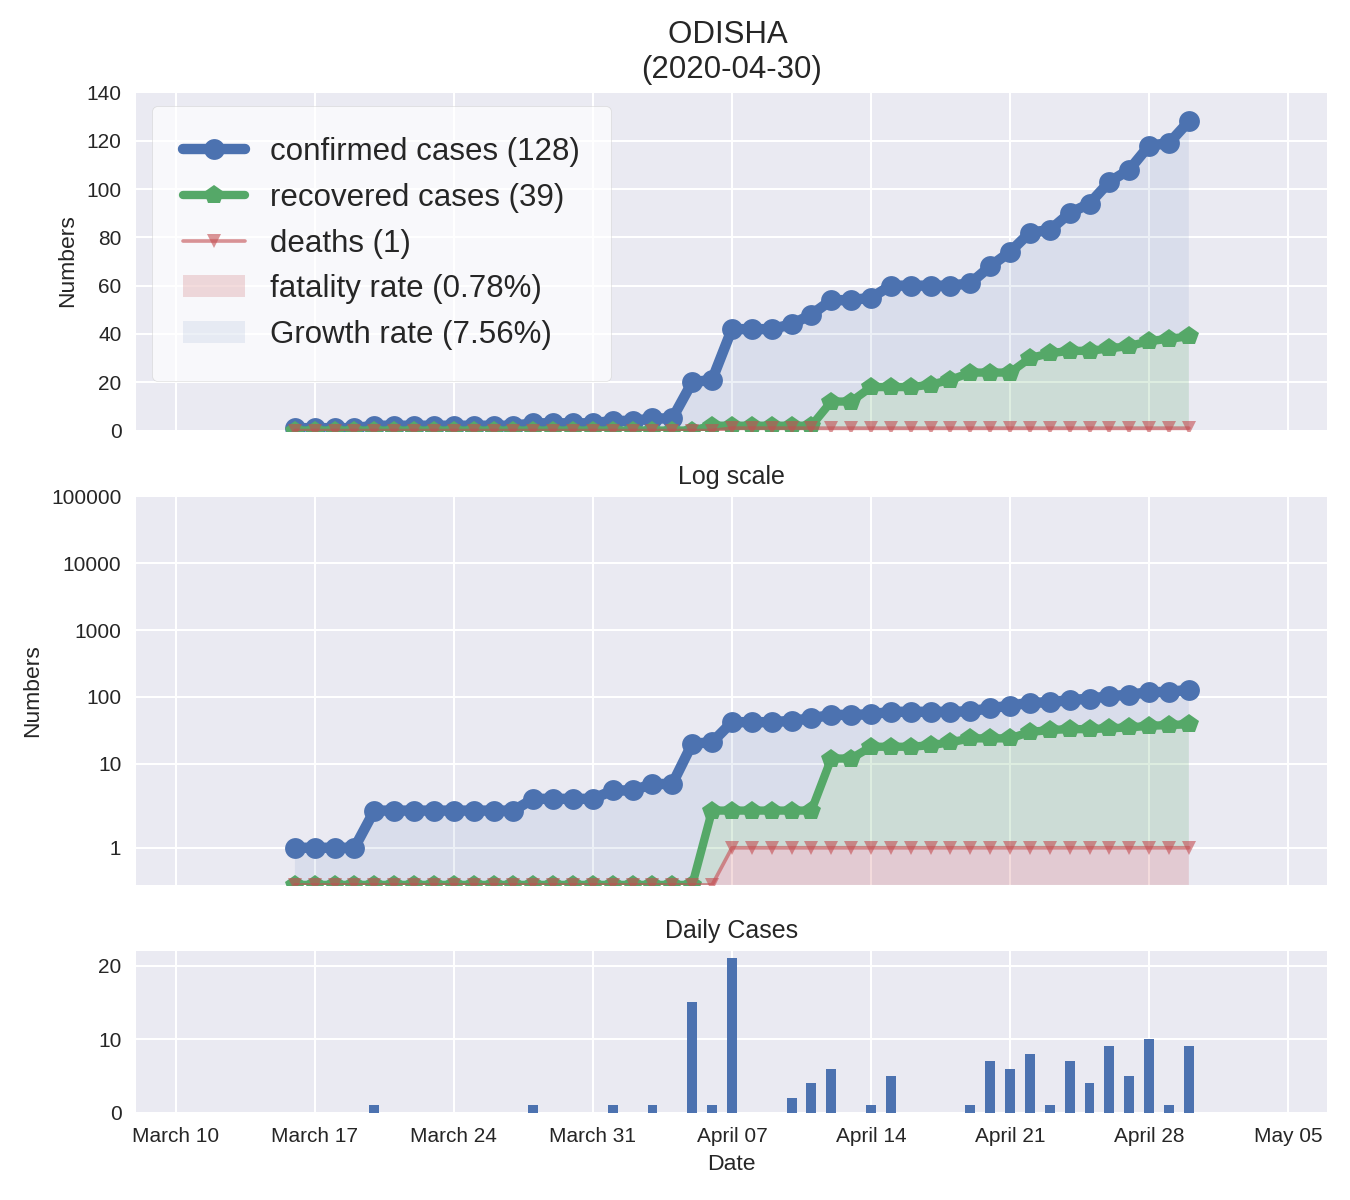 ODISHA
(2020-04-30)
140
120
100
80
60
40
20
0
Numbers
confirmed cases (128)
recovered cases (39)
deaths (1)
fatality rate (0.78%)
Growth rate (7.56%)
Log scale
100000
10000
1000
100
10
1
Numbers
Daily Cases
20
10
0
March 10 March 17 March 24 March 31 April 07 April 14 April 21 April 28 May 05
Date